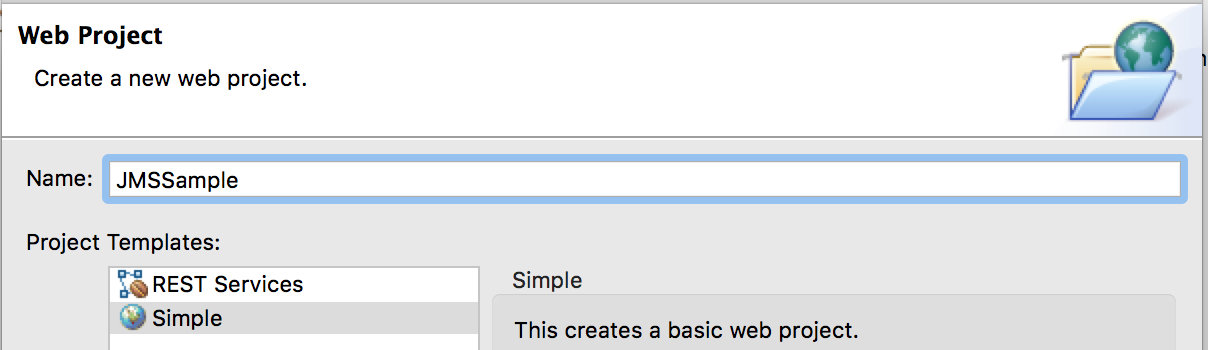 Web Project
Create a new web project.
Name: JMSSample
Project Templates:
REST Services
Simple
Simple
This creates a basic web project.